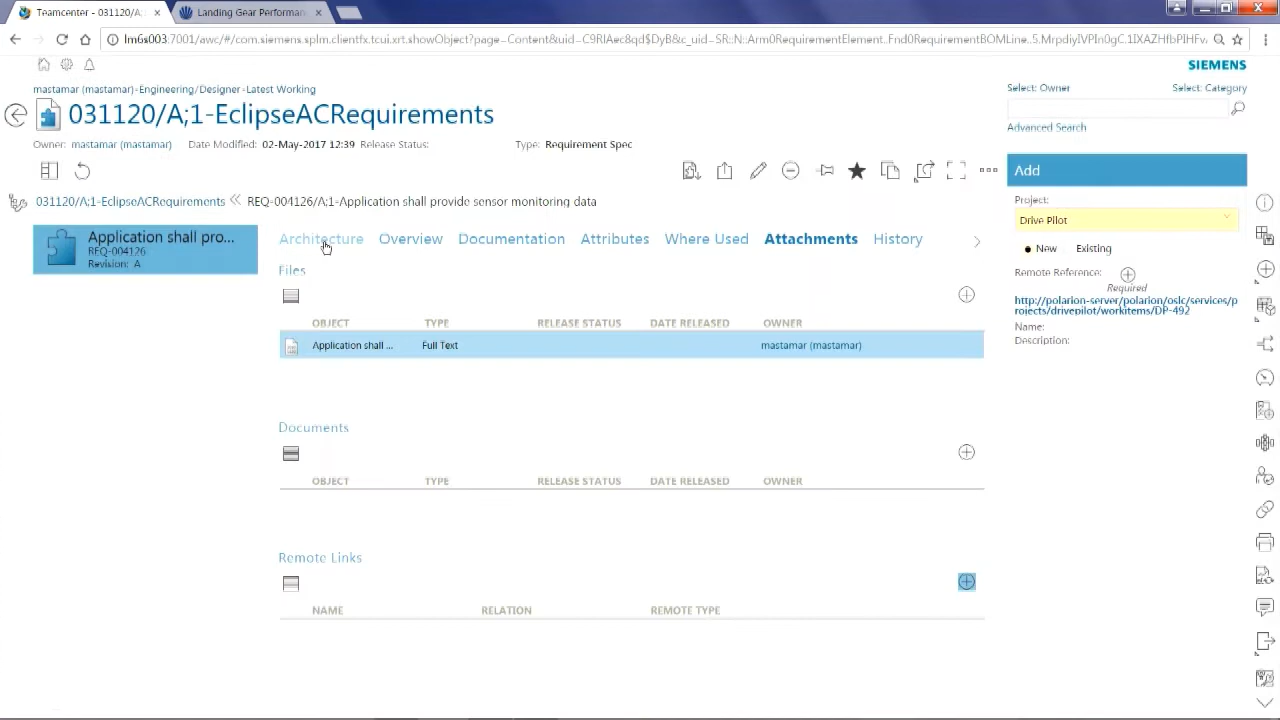 Teamcenter - 031120/A;
Landing Gear Performan
lm6s003:7001/awc/#/com.siemens.splm.clientfx.tcui.xrt.showObject?page=Content&uid=C9RIAec&qd$DyB&c_uid=SR::N::Arm0RequirementElement..Fnd0RequirementBOMLine..5.MrpdiyIVPIn0gC.1IXAZHfbPIHFv
SIEMENS
mastamar (mastamar)-Engineering/Designer-Latest Working
031120/A;1-EclipseACRequirements
Owner: mastamar (mastamar) Date Modified: 02-May-2017 12:39 Release Status: Type: Requirement Spec
031120/A;1-EclipseACRequirements REQ-004126/A;1-Application shall provide sensor monitoring data
Application shall pro...
REQ-004126
Revision: A
Architecture Overview Documentation Attributes Where Used Attachments History
Files
OBJECT TYPE RELEASE STATUS DATE RELEASED OWNER
Application shall ... Full Text mastamar (mastamar)
Documents
OBJECT TYPE RELEASE STATUS DATE RELEASED OWNER
Remote Links
NAME RELATION REMOTE TYPE
Select: Owner Select: Category
Advanced Search
Add
Project:
Drive Pilot
New Existing
Remote Reference:
Required
http://polarion-server/polarion/oslc/services/p
rojects/drivepilot/workitems/DP-492
Name:
Description: